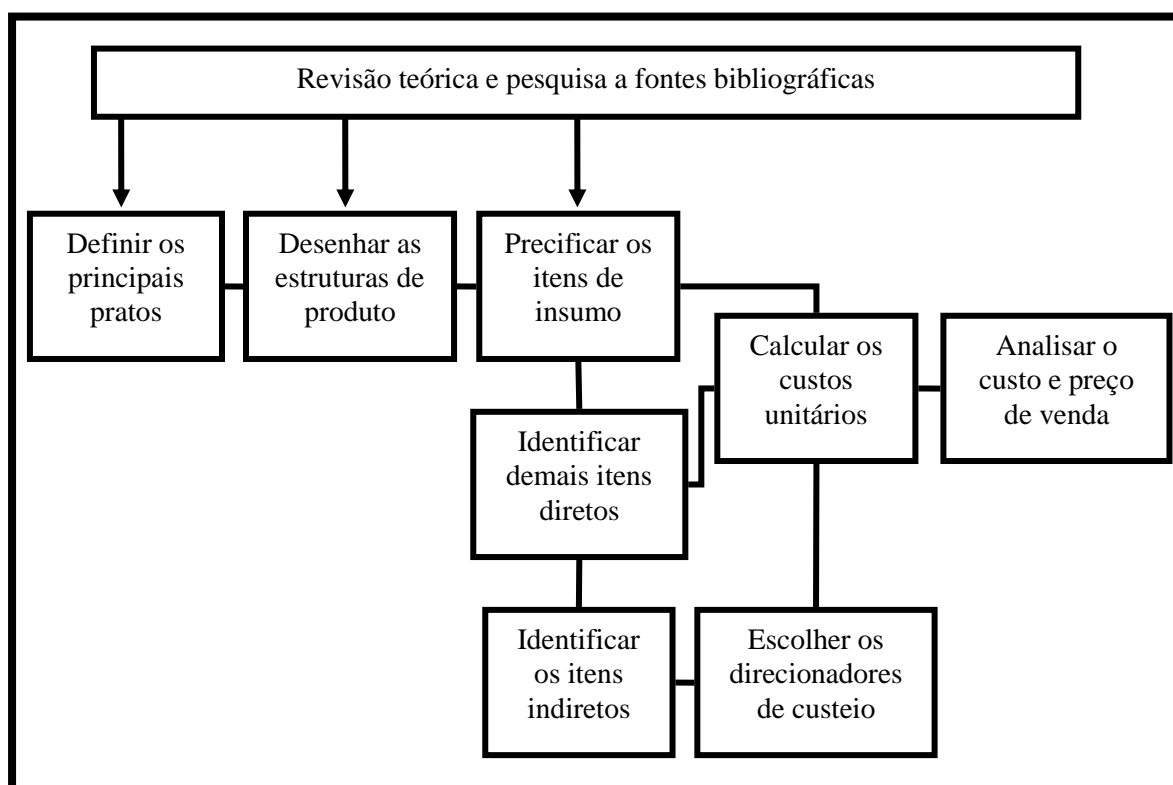 Revisão teórica e pesquisa a fontes bibliográficas
Definir os
principais
pratos
Desenhar as
estruturas de
produto
Precificar os
itens de
insumo
Calcular os
custos
unitários
Analisar o
custo e preço
de venda
Identificar
demais itens
diretos
Identificar
os itens
indiretos
Escolher os
direcionadores
de custeio